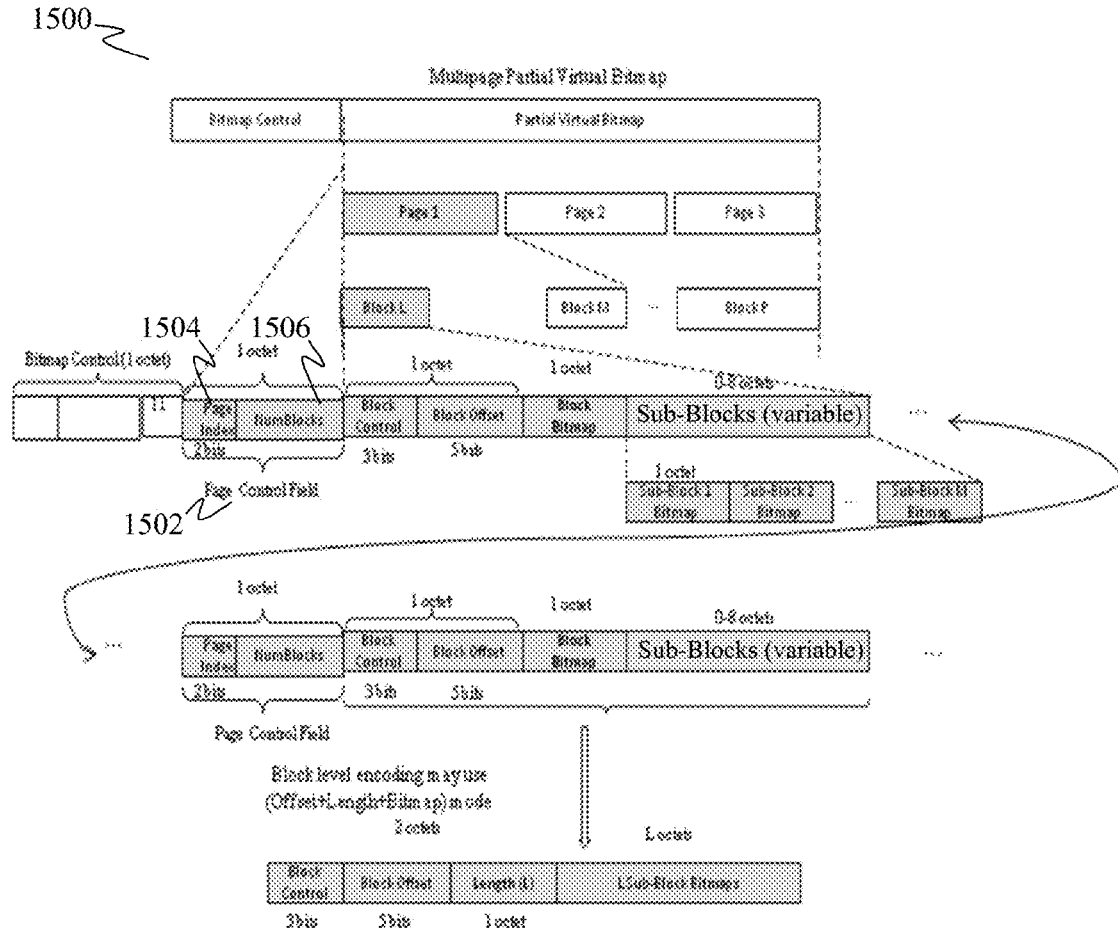 1500
Multipage Partial Virtual Bitmap
Bitmap Control Partial Virtual Bitmap
Page 1 Page 2 Page 3
Block L Block M ... Block P
1504 1506
Bitmap Control (1 octet) 1 octet 1 octet 1 octet 0-8 octets
11 Page Index NumBlocks Block Control Block Offset Block Bitmap Sub-Blocks (variable) ...
2 bits 3 bits 5 bits
Page Control Field
1502
1 octet
Sub-Block 1 Bitmap Sub-Block 2 Bitmap ... Sub-Block M Bitmap
1 octet 1 octet 1 octet 0-8 octets
... Page Index NumBlocks Block Control Block Offset Block Bitmap Sub-Blocks (variable) ...
2 bits 3 bits 5 bits
Page Control Field
Block level encoding may use
(Offset+Length+Bitmap) mode
2 octets L octets
Block Control Block Offset Length (L) L Sub-Block Bitmaps
3 bits 5 bits 1 octet